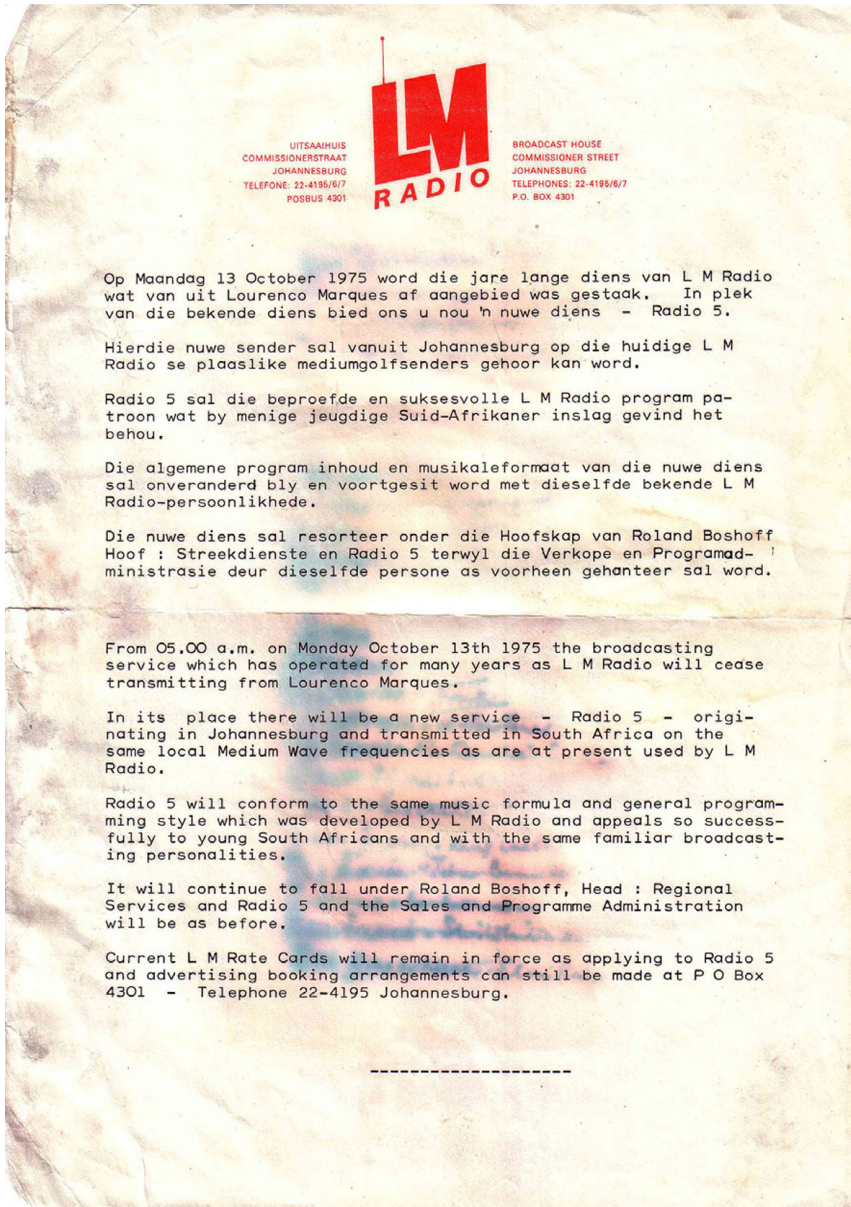 LM
RADIO
UITSAAIHUIS
COMMISSIONERSTRAAT
JOHANNESBURG
TELEFONE: 22-4195/6/7
POSBUS 4301
BROADCAST HOUSE
COMMISSIONER STREET
JOHANNESBURG
TELEPHONES: 22-4195/6/7
P.O. BOX 4301
Op Maandag 13 October 1975 word die jare lange diens van L M Radio
wat van uit Lourenco Marques af aangebied was gestaak. In plek
van die bekende diens bied ons u nou 'n nuwe diens - Radio 5.
Hierdie nuwe sender sal vanuit Johannesburg op die huidige L M
Radio se plaaslike mediumgolfsenders gehoor kan word.
Radio 5 sal die beproefde en suksesvolle L M Radio program pa-
troon wat by menige jeugdige Suid-Afrikaner inslag gevind het
behou.
Die algemene program inhoud en musikaleformaat van die nuwe diens
sal onveranderd bly en voortgesit word met dieselfde bekende L M
Radio-persoonlikhede.
Die nuwe diens sal resorteer onder die Hoofskap van Roland Boshoff
Hoof : Streekdienste en Radio 5 terwyl die Verkope en Programad-
ministrasie deur dieselfde persone as voorheen gehanteer sal word.
From 05.00 a.m. on Monday October 13th 1975 the broadcasting
service which has operated for many years as L M Radio will cease
transmitting from Lourenco Marques.
In its place there will be a new service - Radio 5 - origi-
nating in Johannesburg and transmitted in South Africa on the
same local Medium Wave frequencies as are at present used by L M
Radio.
Radio 5 will conform to the same music formula and general program-
ming style which was developed by L M Radio and appeals so success-
fully to young South Africans and with the same familiar broadcast-
ing personalities.
It will continue to fall under Roland Boshoff, Head : Regional
Services and Radio 5 and the Sales and Programme Administration
will be as before.
Current L M Rate Cards will remain in force as applying to Radio 5
and advertising booking arrangements can still be made at P O Box
4301 - Telephone 22-4195 Johannesburg.
--------------------